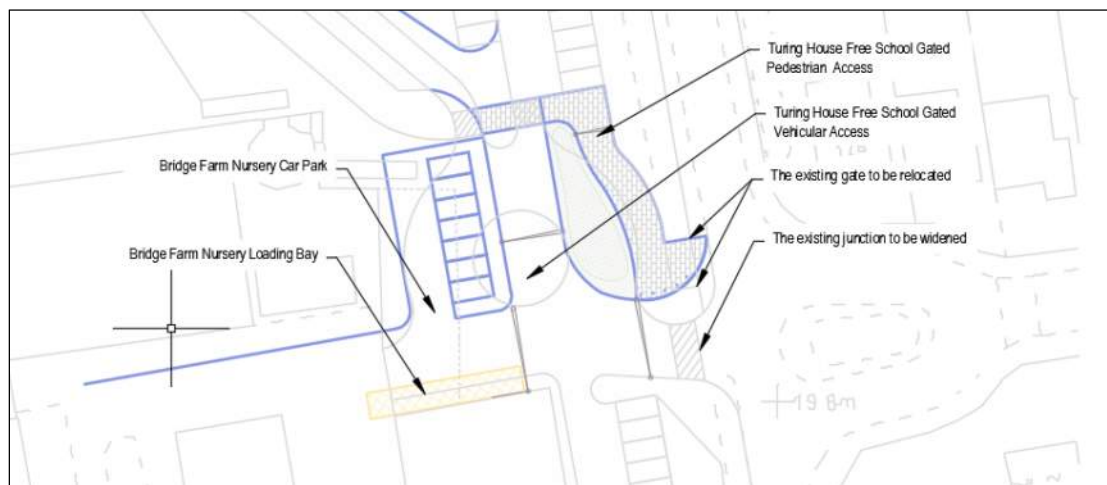 Turing House Free School Gated
Pedestrian Access
Turing House Free School Gated
Vehicular Access
Bridge Farm Nursery Car Park
The existing gate to be relocated
The existing junction to be widened
Bridge Farm Nursery Loading Bay
19.8m